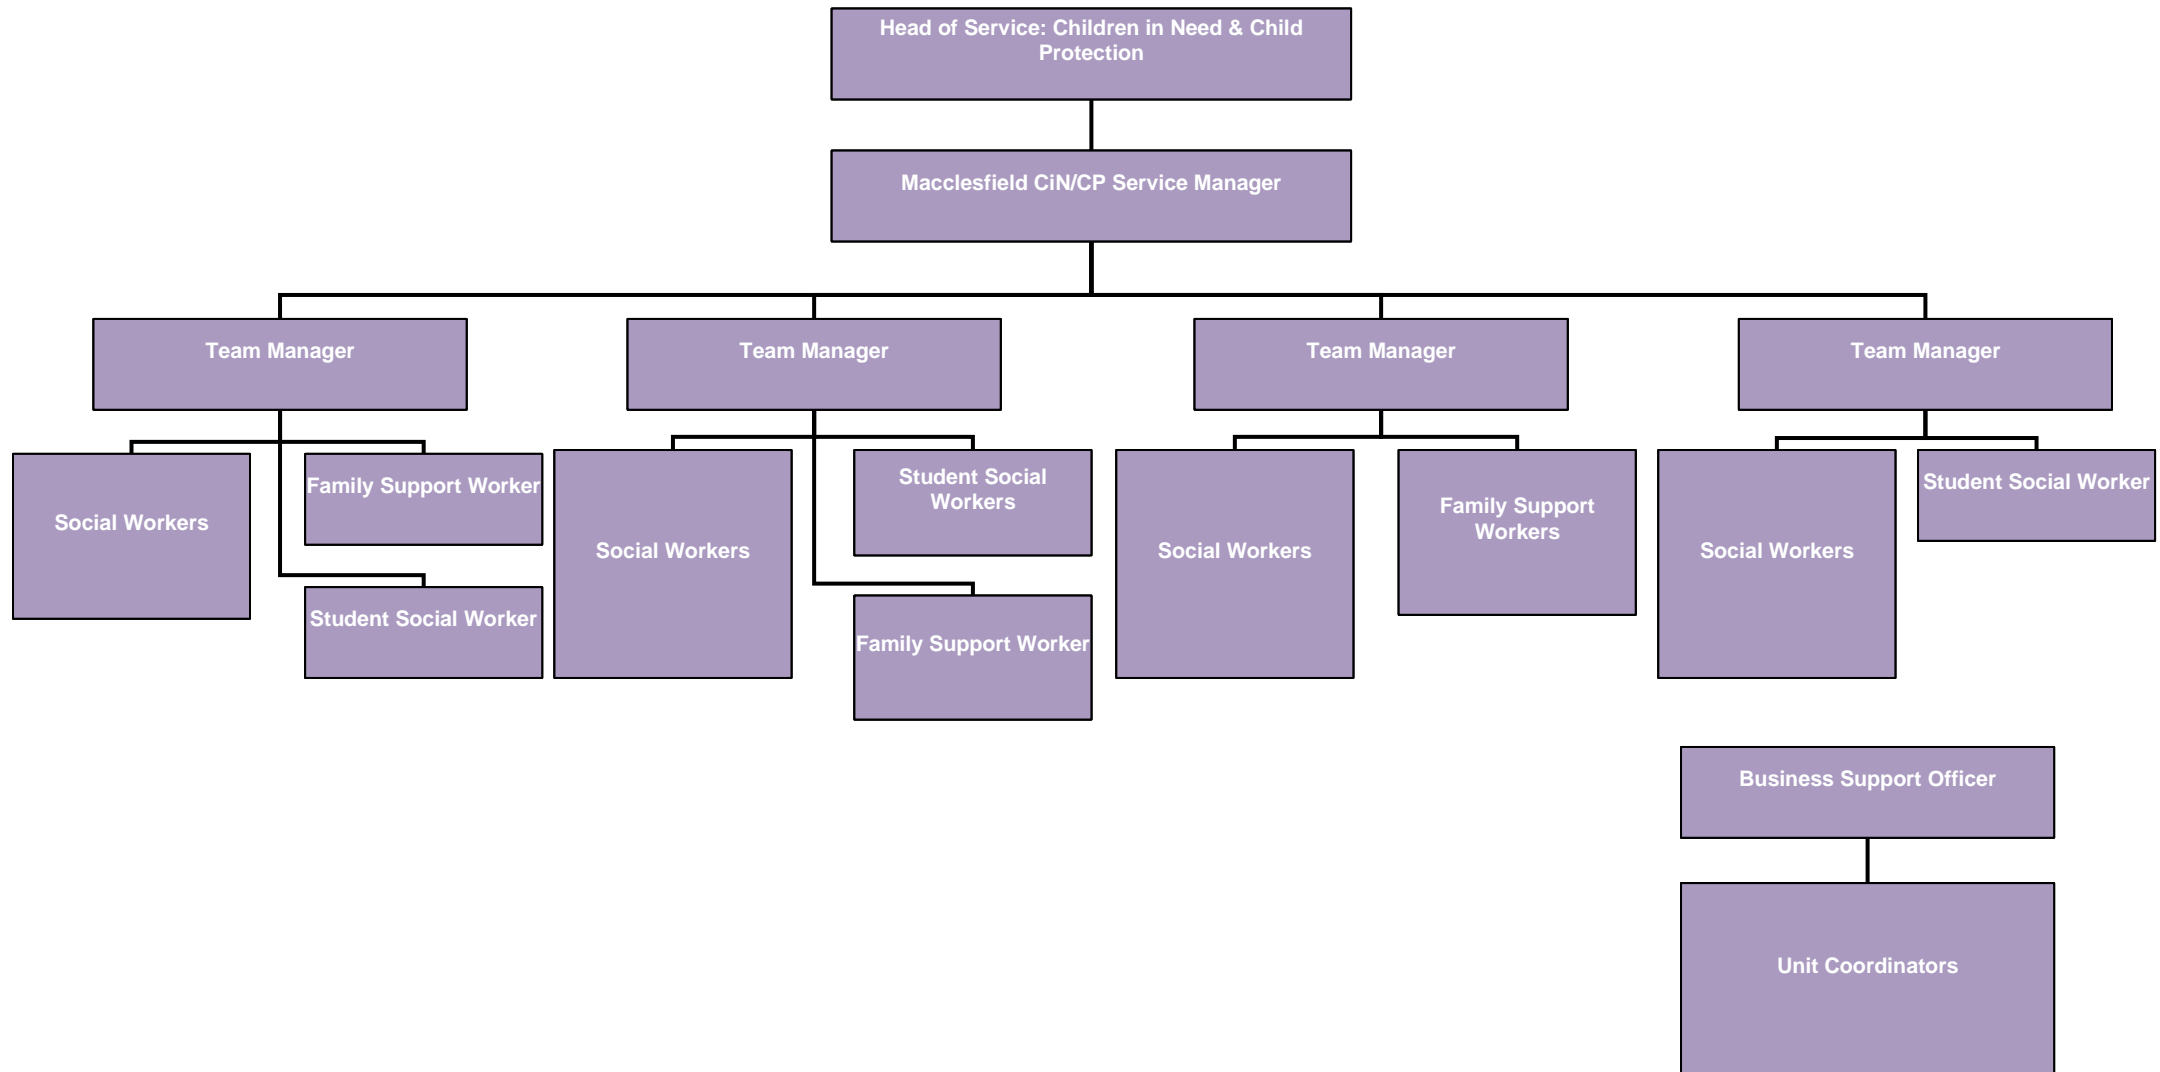 Head of Service: Children in Need & Child
Protection
Macclesfield CiN/CP Service Manager
Team Manager
Team Manager
Team Manager
Team Manager
Social Workers
Family Support Worker
Student Social Worker
Social Workers
Student Social
Workers
Family Support Worker
Social Workers
Family Support
Workers
Social Workers
Student Social Worker
Business Support Officer
Unit Coordinators